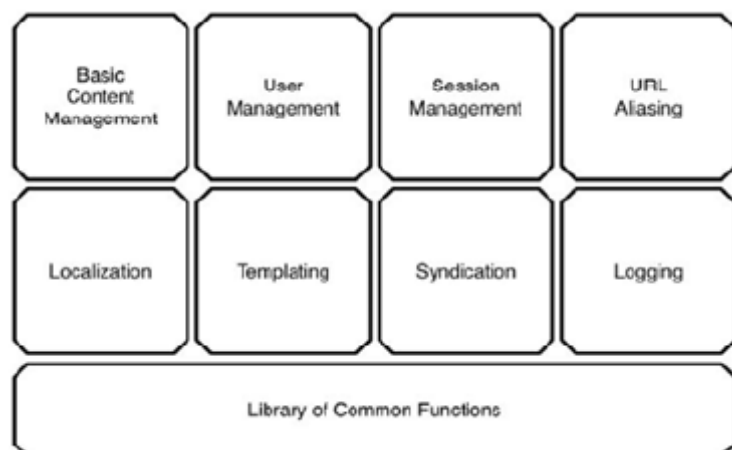 Basic
Content
Management
User
Management
Session
Management
URL
Aliasing
Localization
Templating
Syndication
Logging
Library of Common Functions